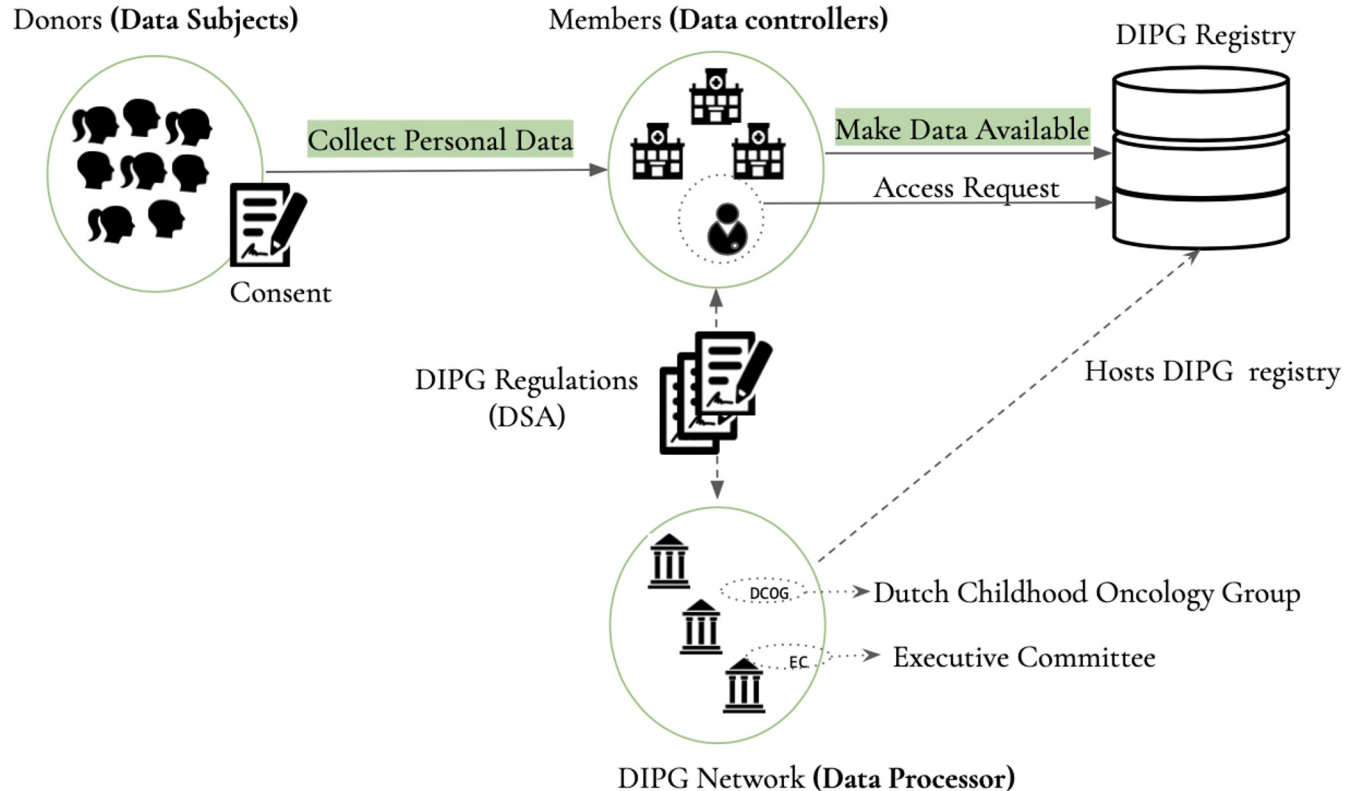 Donors (Data Subjects)
Members (Data controllers)
DIPG Registry
Collect Personal Data
Make Data Available
Access Request
Consent
DIPG Regulations
(DSA)
Hosts DIPG registry
DCOG
Dutch Childhood Oncology Group
EC
Executive Committee
DIPG Network (Data Processor)